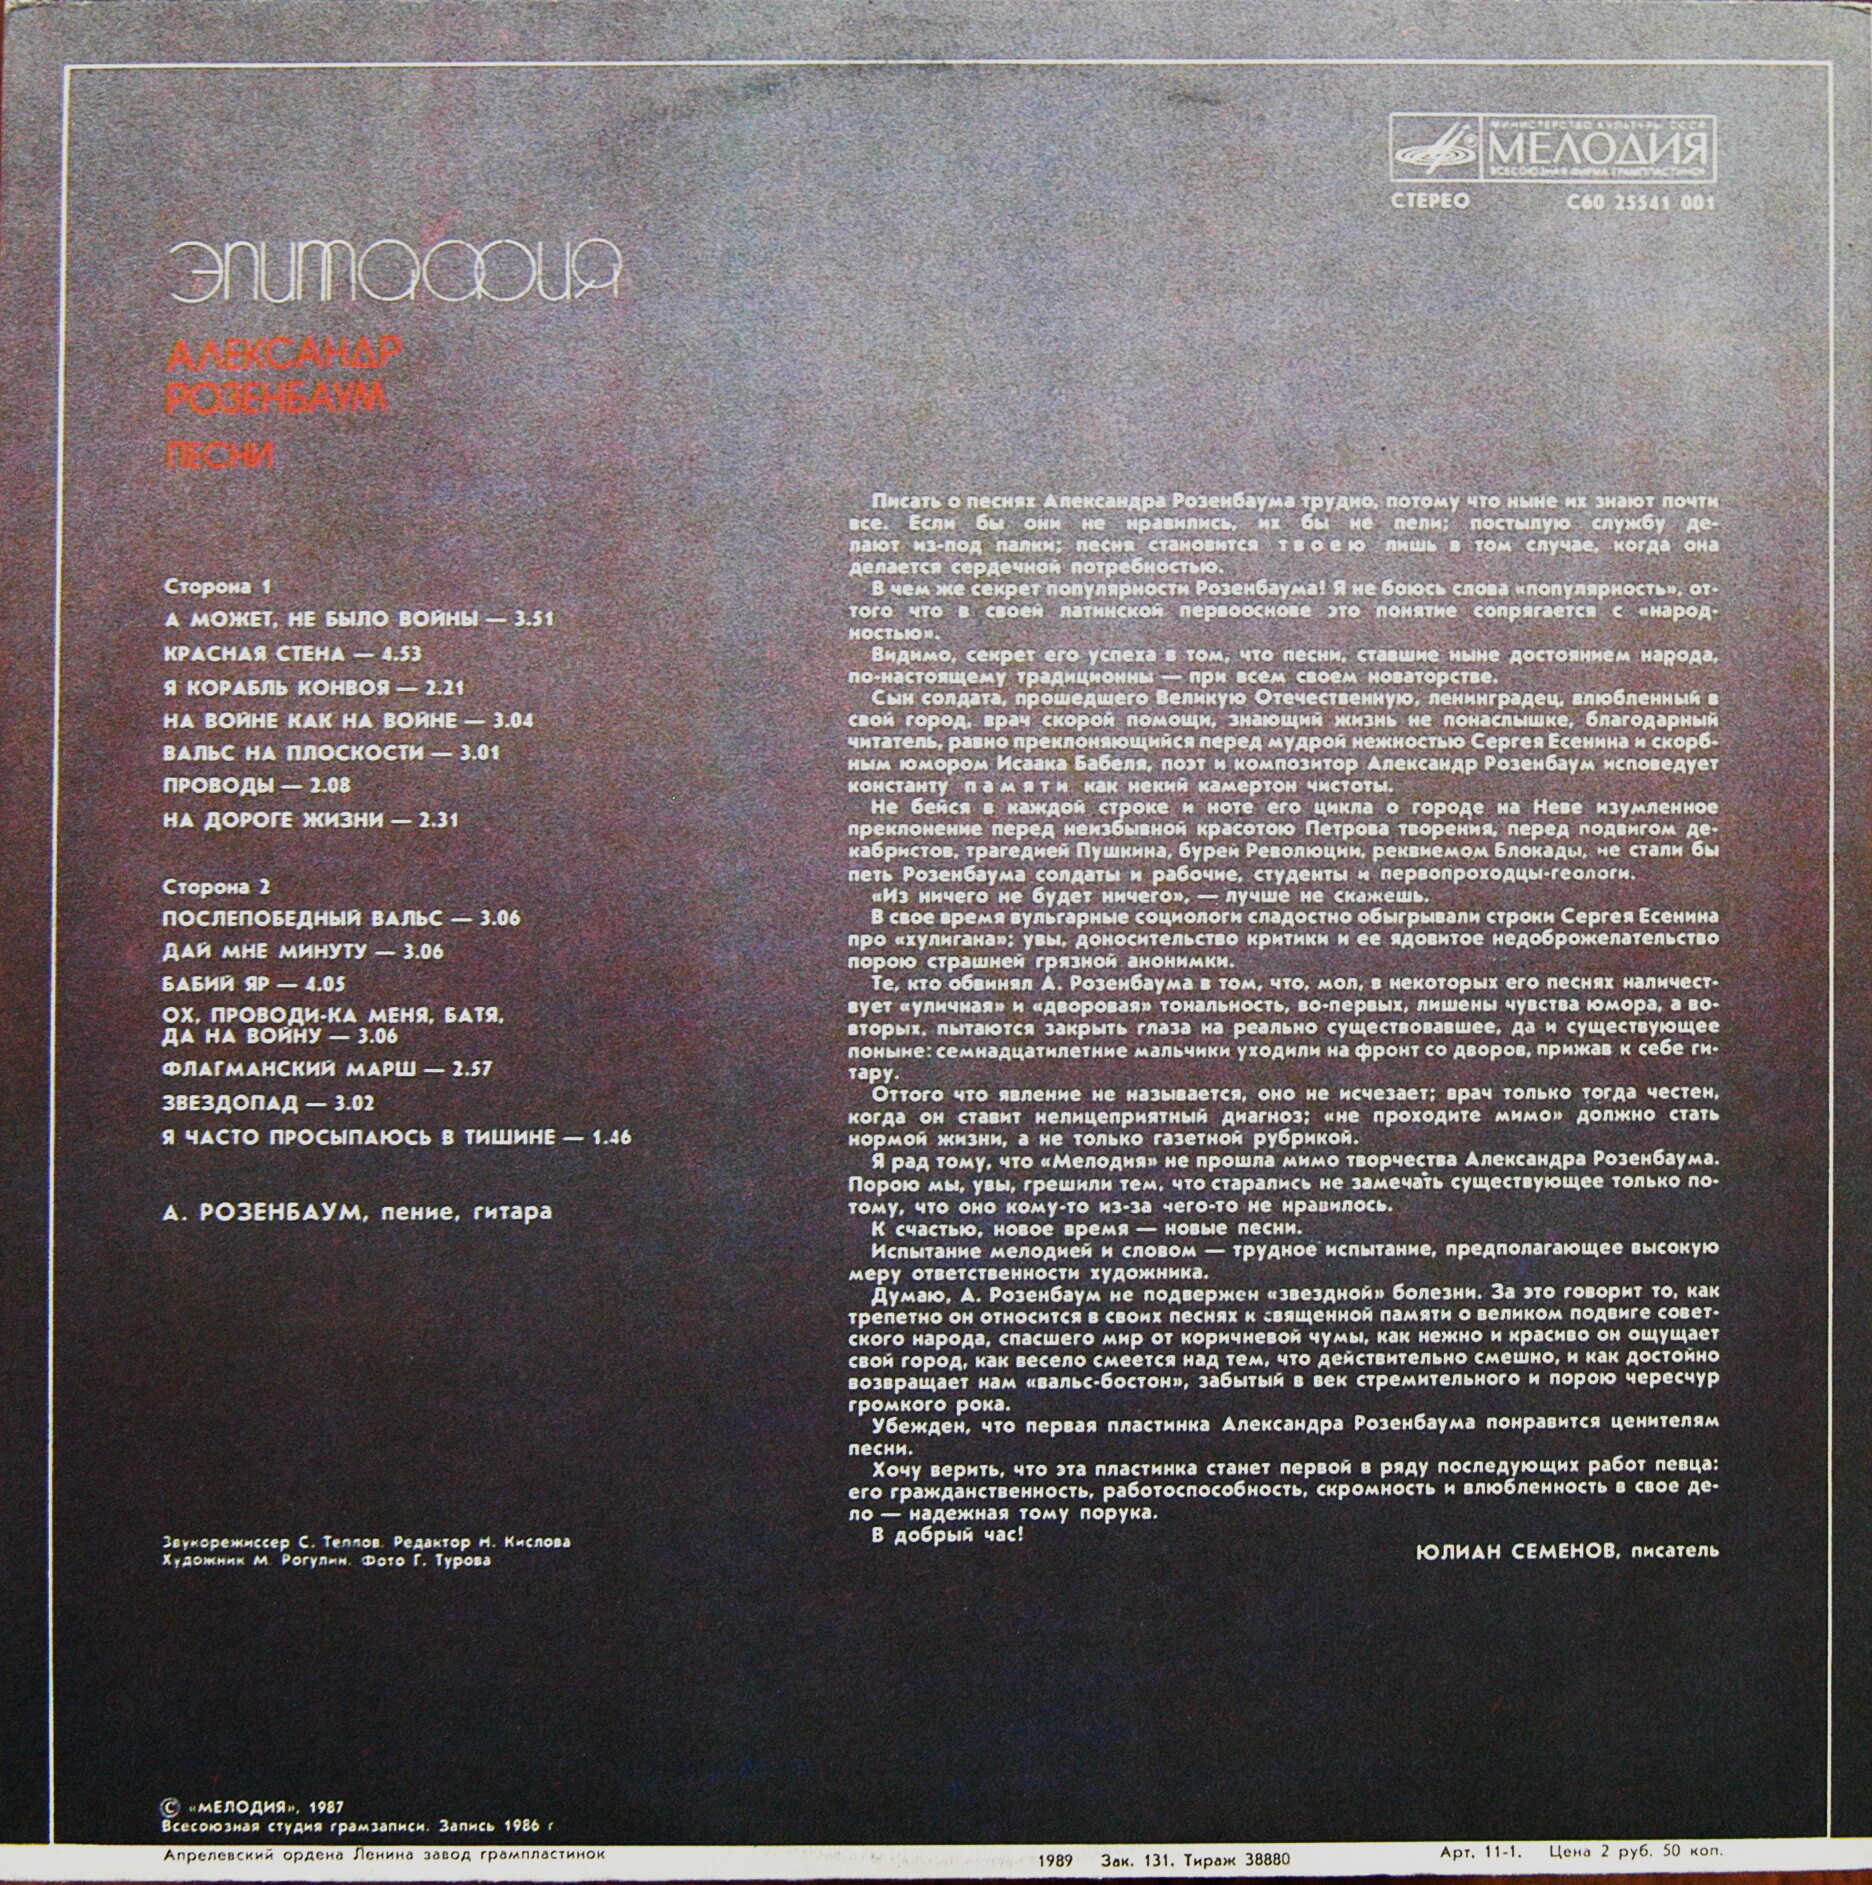 МИНИСТЕРСТВО КУЛЬТУРЫ СССР
МЕЛОДИЯ
ВСЕСОЮЗНАЯ ФИРМА ГРАМПЛАСТИНОК
СТЕРЕО С60 25541 001
эпитафия
АЛЕКСАНДР
РОЗЕНБАУМ
ПЕСНИ
Сторона 1
А МОЖЕТ, НЕ БЫЛО ВОЙНЫ — 3.51
КРАСНАЯ СТЕНА — 4.53
Я КОРАБЛЬ КОНВОЯ — 2.21
НА ВОЙНЕ КАК НА ВОЙНЕ — 3.04
ВАЛЬС НА ПЛОСКОСТИ — 3.01
ПРОВОДЫ — 2.08
НА ДОРОГЕ ЖИЗНИ — 2.31
Сторона 2
ПОСЛЕПОБЕДНЫЙ ВАЛЬС — 3.06
ДАЙ МНЕ МИНУТУ — 3.06
БАБИЙ ЯР — 4.05
ОХ, ПРОВОДИ-КА МЕНЯ, БАТЯ,
ДА НА ВОЙНУ — 3.06
ФЛАГМАНСКИЙ МАРШ — 2.57
ЗВЕЗДОПАД — 3.02
Я ЧАСТО ПРОСЫПАЮСЬ В ТИШИНЕ — 1.46
А. РОЗЕНБАУМ, пение, гитара
Писать о песнях Александра Розенбаума трудно, потому что ныне их знают почти
все. Если бы они не нравились, их бы не пели; постылую службу де-
лают из-под палки; песня становится т в о е ю лишь в том случае, когда она
делается сердечной потребностью.
В чем же секрет популярности Розенбаума! Я не боюсь слова «популярность», от-
того что в своей латинской первооснове это понятие сопрягается с «народ-
ностью».
Видимо, секрет его успеха в том, что песни, ставшие ныне достоянием народа,
по-настоящему традиционны — при всем своем новаторстве.
Сын солдата, прошедшего Великую Отечественную, ленинградец, влюбленный в
свой город, врач скорой помощи, знающий жизнь не понаслышке, благодарный
читатель, равно преклоняющийся перед мудрой нежностью Сергея Есенина и скорб-
ным юмором Исаака Бабеля, поэт и композитор Александр Розенбаум исповедует
константу п а м я т и как некий камертон чистоты.
Не бейся в каждой строке и ноте его цикла о городе на Неве изумленное
преклонение перед неизбывной красотою Петрова творения, перед подвигом де-
кабристов, трагедией Пушкина, бурей Революции, реквиемом Блокады, не стали бы
петь Розенбаума солдаты и рабочие, студенты и первопроходцы-геологи.
«Из ничего не будет ничего», — лучше не скажешь.
В свое время вульгарные социологи сладостно обыгрывали строки Сергея Есенина
про «хулигана»; увы, доносительство критики и ее ядовитое недоброжелательство
порою страшней грязной анонимки.
Те, кто обвинял А. Розенбаума в том, что, мол, в некоторых его песнях наличест-
вует «уличная» и «дворовая» тональность, во-первых, лишены чувства юмора, а во-
вторых, пытаются закрыть глаза на реально существовавшее, да и существующее
поныне: семнадцатилетние мальчики уходили на фронт со дворов, прижав к себе ги-
тару.
Оттого что явление не называется, оно не исчезает; врач только тогда честен,
когда он ставит нелицеприятный диагноз; «не проходите мимо» должно стать
нормой жизни, а не только газетной рубрикой.
Я рад тому, что «Мелодия» не прошла мимо творчества Александра Розенбаума.
Порою мы, увы, грешили тем, что старались не замечать существующее только по-
тому, что оно кому-то из-за чего-то не нравилось.
К счастью, новое время — новые песни.
Испытание мелодией и словом — трудное испытание, предполагающее высокую
меру ответственности художника.
Думаю, А. Розенбаум не подвержен «звездной» болезни. За это говорит то, как
трепетно он относится в своих песнях к священной памяти о великом подвиге совет-
ского народа, спасшего мир от коричневой чумы, как нежно и красиво он ощущает
свой город, как весело смеется над тем, что действительно смешно, и как достойно
возвращает нам «вальс-бостон», забытый в век стремительного и порою чересчур
громкого рока.
Убежден, что первая пластинка Александра Розенбаума понравится ценителям
песни.
Хочу верить, что эта пластинка станет первой в ряду последующих работ певца:
его гражданственность, работоспособность, скромность и влюбленность в свое де-
ло — надежная тому порука.
В добрый час!
ЮЛИАН СЕМЕНОВ, писатель
Звукорежиссер С. Теплов. Редактор Н. Кислова
Художник М. Рогулин. Фото Г. Турова
© «МЕЛОДИЯ», 1987
Всесоюзная студия грамзаписи. Запись 1986 г.
Апрелевский ордена Ленина завод грампластинок 1989 Зак. 131. Тираж 38880 Арт. 11-1. Цена 2 руб. 50 коп.